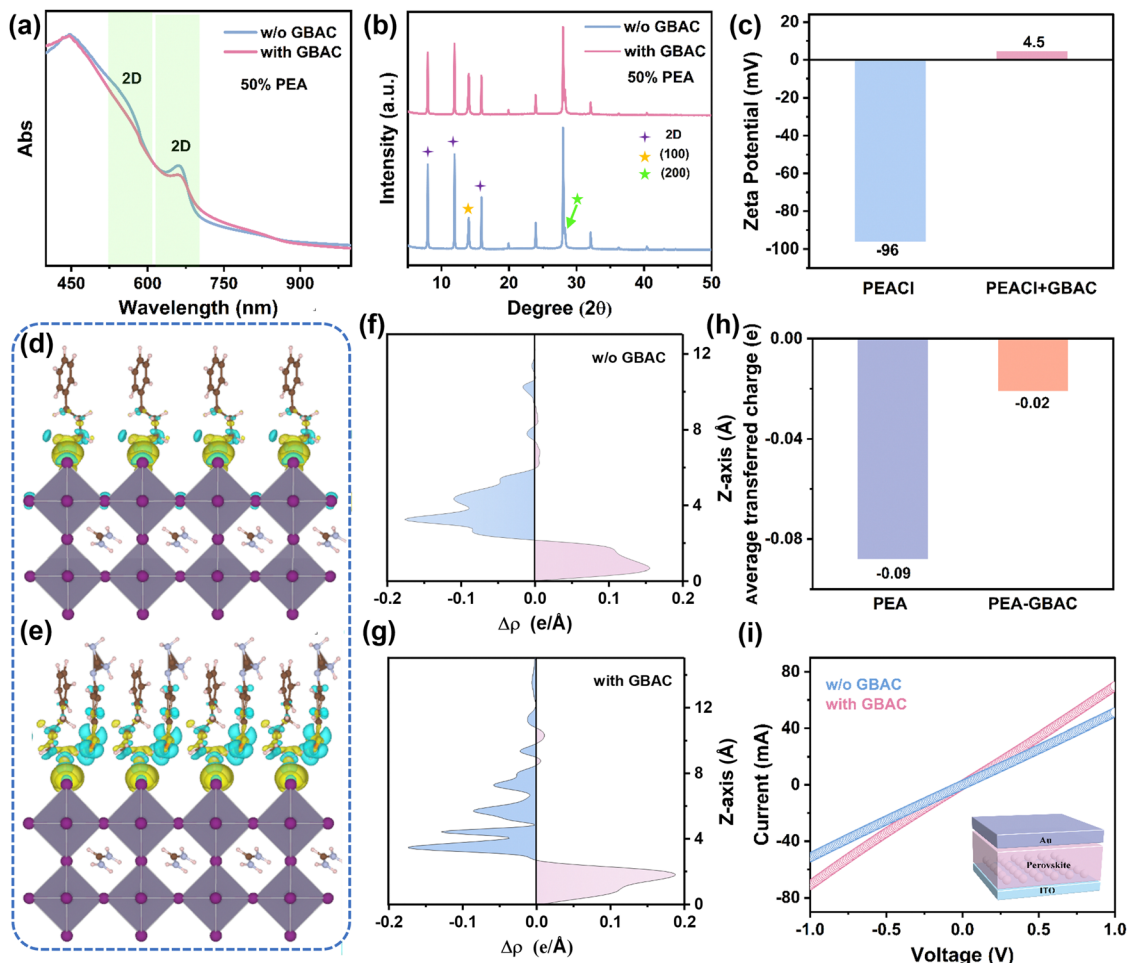 (a)
w/o GBAC
with GBAC
50% PEA
2D
2D
Abs
450
600
750
900
Wavelength (nm)
(b)
w/o GBAC
with GBAC
50% PEA
2D
(100)
(200)
Intensity (a.u.)
10
20
30
40
50
Degree (2θ)
(c)
20
0
-20
-40
-60
-80
-100
Zeta Potential (mV)
4.5
-96
PEACl
PEACl+GBAC
(d)
(e)
(f)
w/o GBAC
12
8
4
0
Z-axis (Å)
-0.2
-0.1
0.0
0.1
0.2
Δρ (e/Å)
(g)
with GBAC
12
8
4
0
Z-axis (Å)
-0.2
-0.1
0.0
0.1
0.2
Δρ (e/Å)
(h)
0.00
-0.04
-0.08
Average transferred charge (e)
-0.09
-0.02
PEA
PEA-GBAC
(i)
w/o GBAC
with GBAC
80
40
0
-40
-80
Current (mA)
Au
Perovskite
ITO
-1.0
-0.5
0.0
0.5
1.0
Voltage (V)